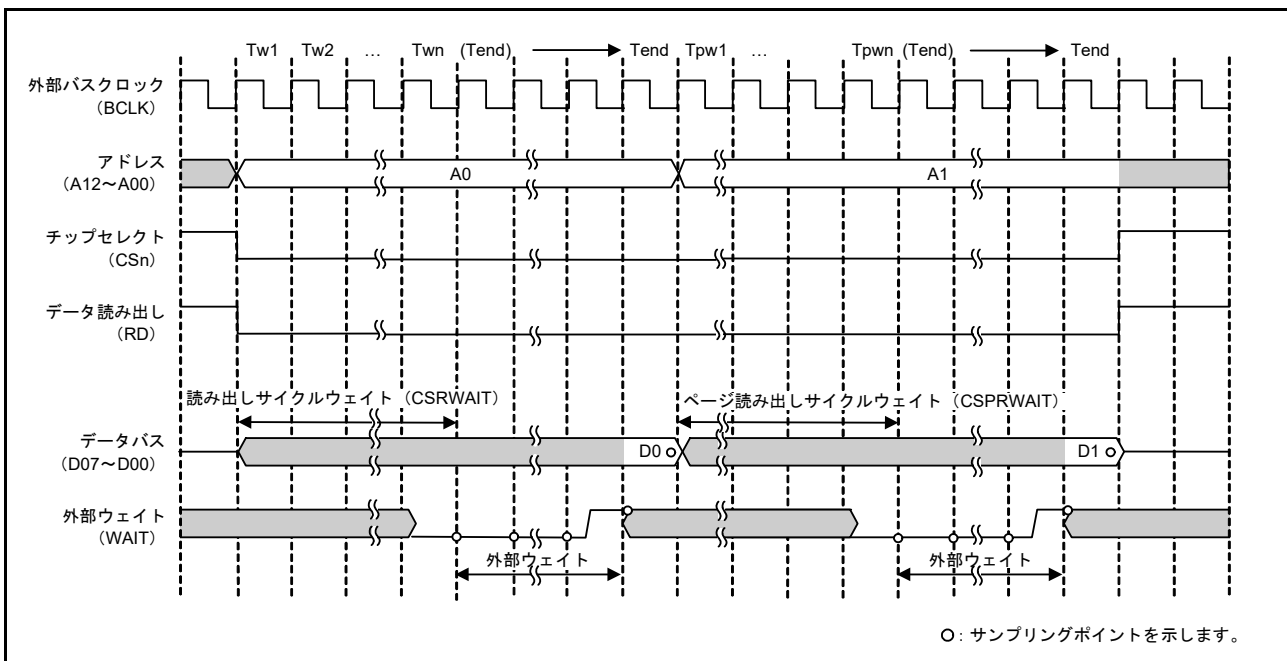 Tw1 Tw2 … Twn (Tend) Tend Tpw1 … Tpwn (Tend) Tend
外部バスクロック
(BCLK)
アドレス
(A12～A00)
A0 A1
チップセレクト
(CSn)
データ読み出し
(RD)
読み出しサイクルウェイト (CSRWAIT) ページ読み出しサイクルウェイト (CSPRWAIT)
データバス
(D07～D00)
D0 D1
外部ウェイト
(WAIT)
外部ウェイト 外部ウェイト
：サンプリングポイントを示します。